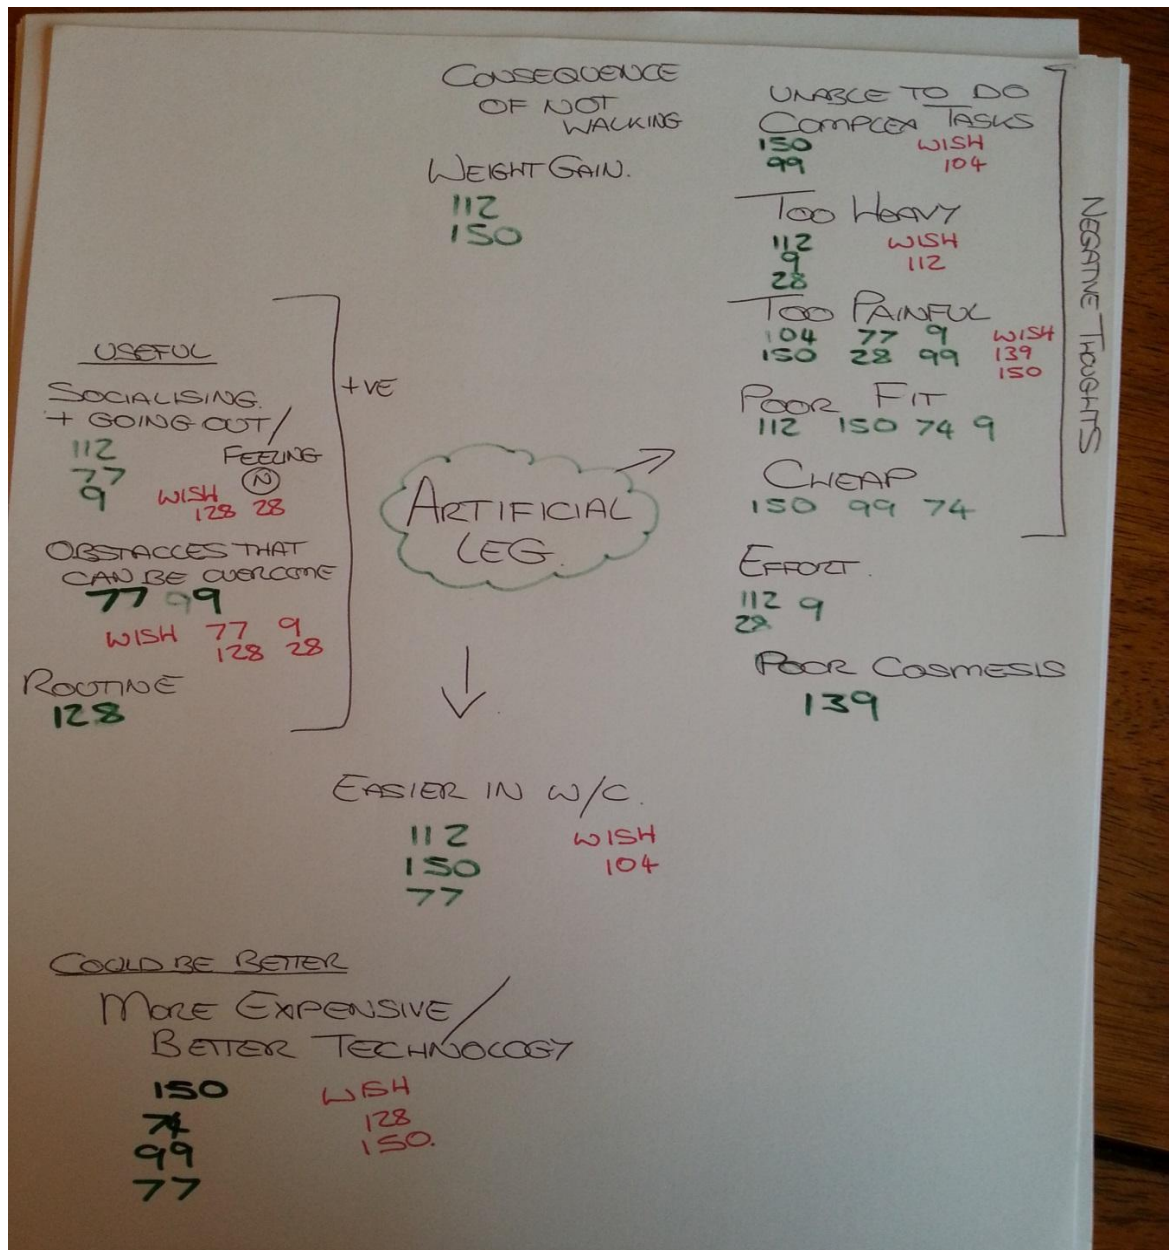 CONSEQUENCE
OF NOT
WALKING
WEIGHT GAIN.
112
150
UNABLE TO DO
COMPLEX TASKS
150 WISH
99 104
TOO HEAVY
112 WISH
9 112
28
TOO PAINFUL
104 77 9 WISH
150 28 99 139
150
POOR FIT
112 150 74 9
CHEAP
150 99 74
NEGATIVE THOUGHTS
EFFORT.
112 9
28
POOR COSMESIS
139
USEFUL
SOCIALISING
+ GOING OUT/
FEELING
N
112
77
9
WISH
128 28
OBSTACLES THAT
CAN BE OVERCOME
77 99
WISH 77 9
128 28
ROUTINE
128
+VE
ARTIFICIAL
LEG.
EASIER IN W/C.
112 WISH
150 104
77
COULD BE BETTER
MORE EXPENSIVE/
BETTER TECHNOLOGY
150 WISH
74 128
99 150.
77